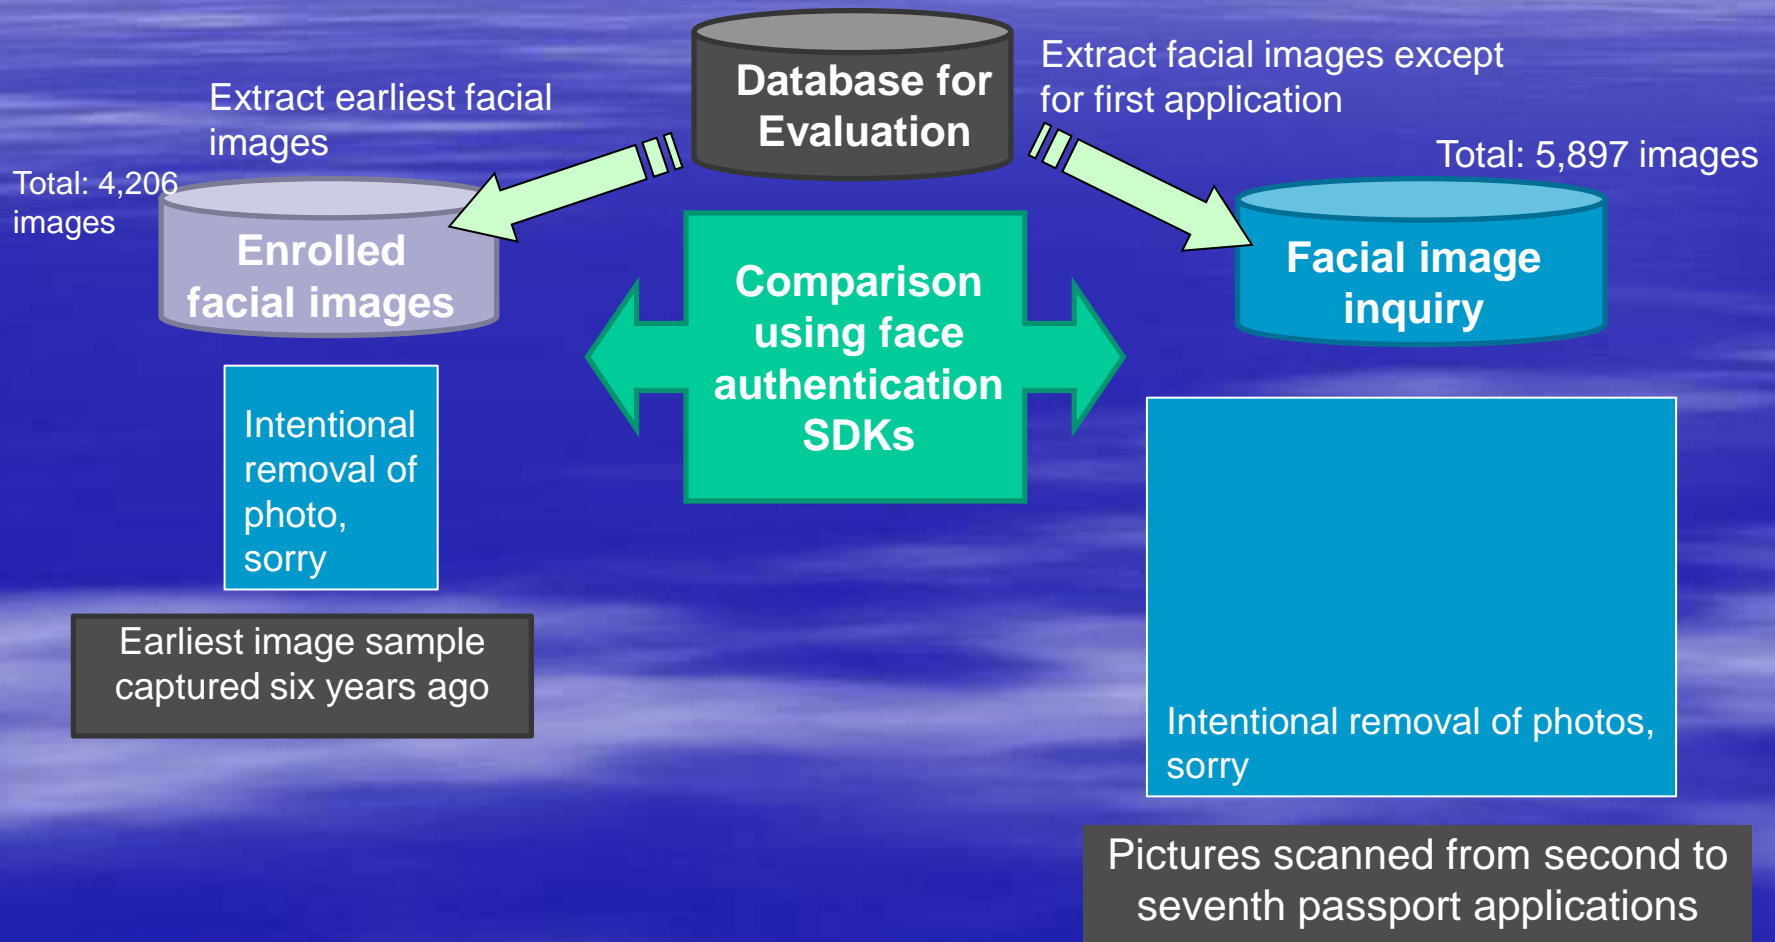 Database for
Evaluation
Extract earliest facial
images
Total: 4,206
images
Enrolled
facial images
Extract facial images except
for first application
Total: 5,897 images
Facial image
inquiry
Comparison
using face
authentication
SDKs
Intentional
removal of
photo,
sorry
Earliest image sample
captured six years ago
Intentional removal of photos,
sorry
Pictures scanned from second to
seventh passport applications